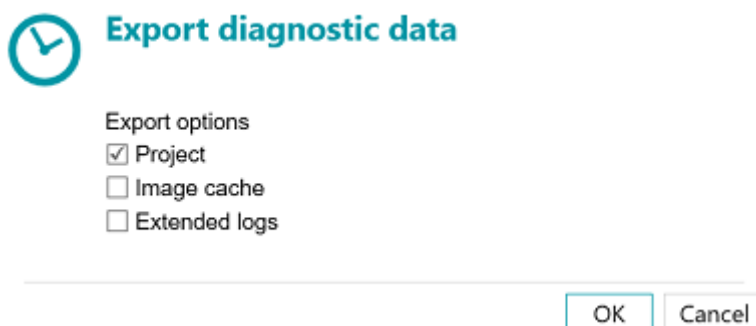 Export diagnostic data
Export options
Project
Image cache
Extended logs
OK Cancel